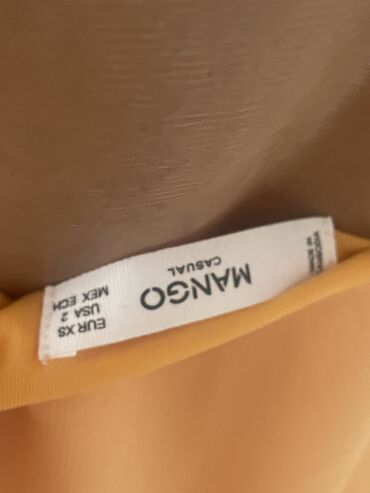 MANGO
CASUAL
EUR XS
USA 2
MEX ECH